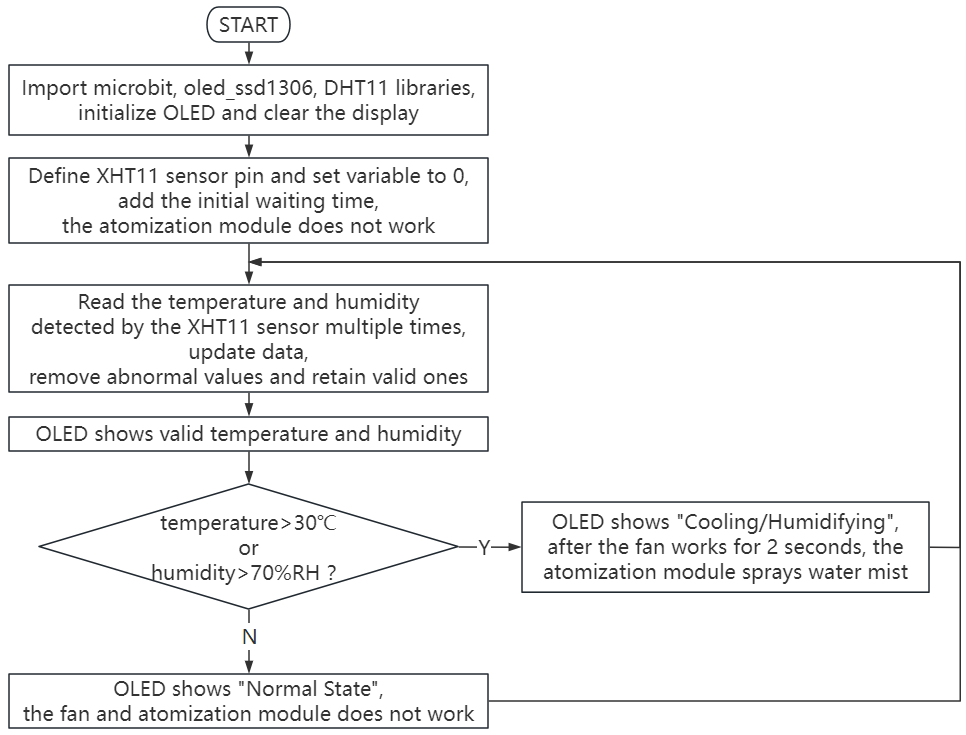 START
Import microbit, oled_ssd1306, DHT11 libraries,
initialize OLED and clear the display
Define XHT11 sensor pin and set variable to 0,
add the initial waiting time,
the atomization module does not work
Read the temperature and humidity
detected by the XHT11 sensor multiple times,
update data,
remove abnormal values and retain valid ones
OLED shows valid temperature and humidity
temperature>30℃
or
humidity>70%RH ?
Y
OLED shows "Cooling/Humidifying",
after the fan works for 2 seconds, the
atomization module sprays water mist
N
OLED shows "Normal State",
the fan and atomization module does not work